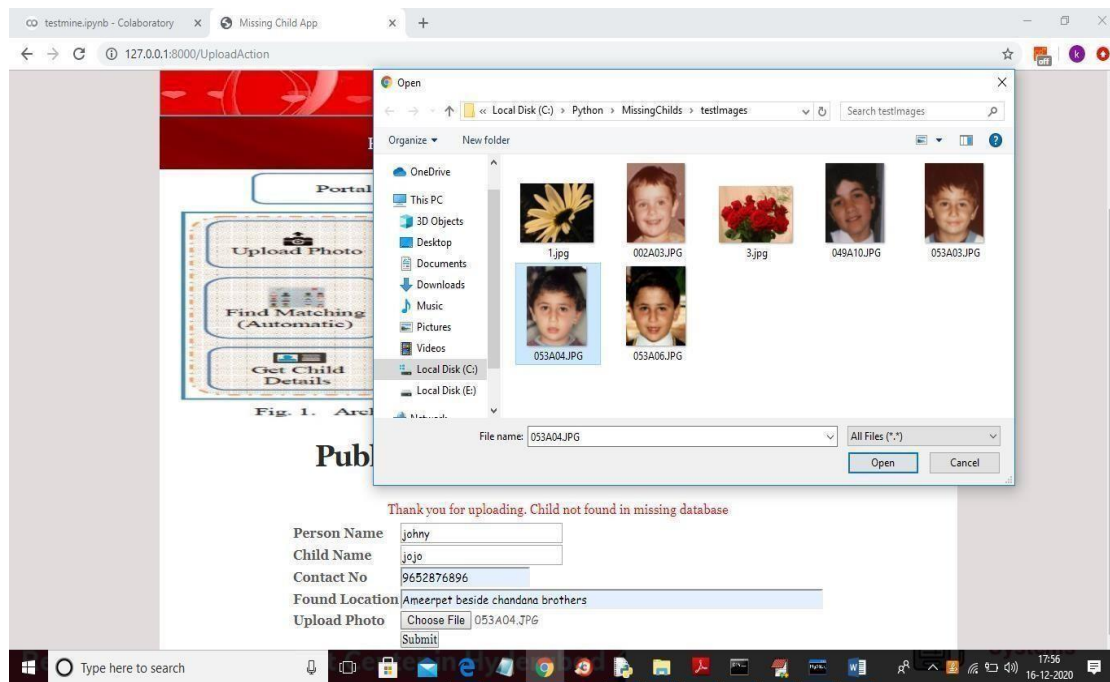 testmine.ipynb - Colaboratory
Missing Child App
127.0.0.1:8000/UploadAction
off
k
Open
« Local Disk (C:) › Python › MissingChilds › testImages
Search testImages
Organize
New folder
OneDrive
This PC
3D Objects
Desktop
Documents
Downloads
Music
Pictures
Videos
Local Disk (C:)
Local Disk (E:)
Network
1.jpg
002A03.JPG
3.jpg
049A10.JPG
053A03.JPG
053A04.JPG
053A06.JPG
File name: 053A04.JPG
All Files (*.*)
Open
Cancel
Portal
Upload Photo
Find Matching
(Automatic)
Get Child
Details
Fig. 1.
Publ
Thank you for uploading. Child not found in missing database
Person Name johny
Child Name jojo
Contact No 9652876896
Found Location Ameerpet beside chandana brothers
Upload Photo Choose File 053A04.JPG
Submit
Type here to search
17:56
16-12-2020